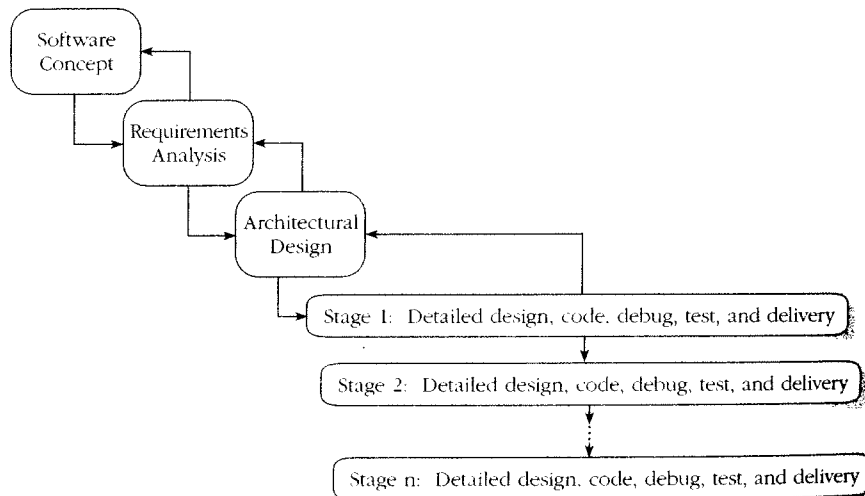 Software
Concept
Requirements
Analysis
Architectural
Design
Stage 1: Detailed design, code. debug, test, and delivery
Stage 2: Detailed design, code, debug, test, and delivery
Stage n: Detailed design. code, debug, test, and delivery